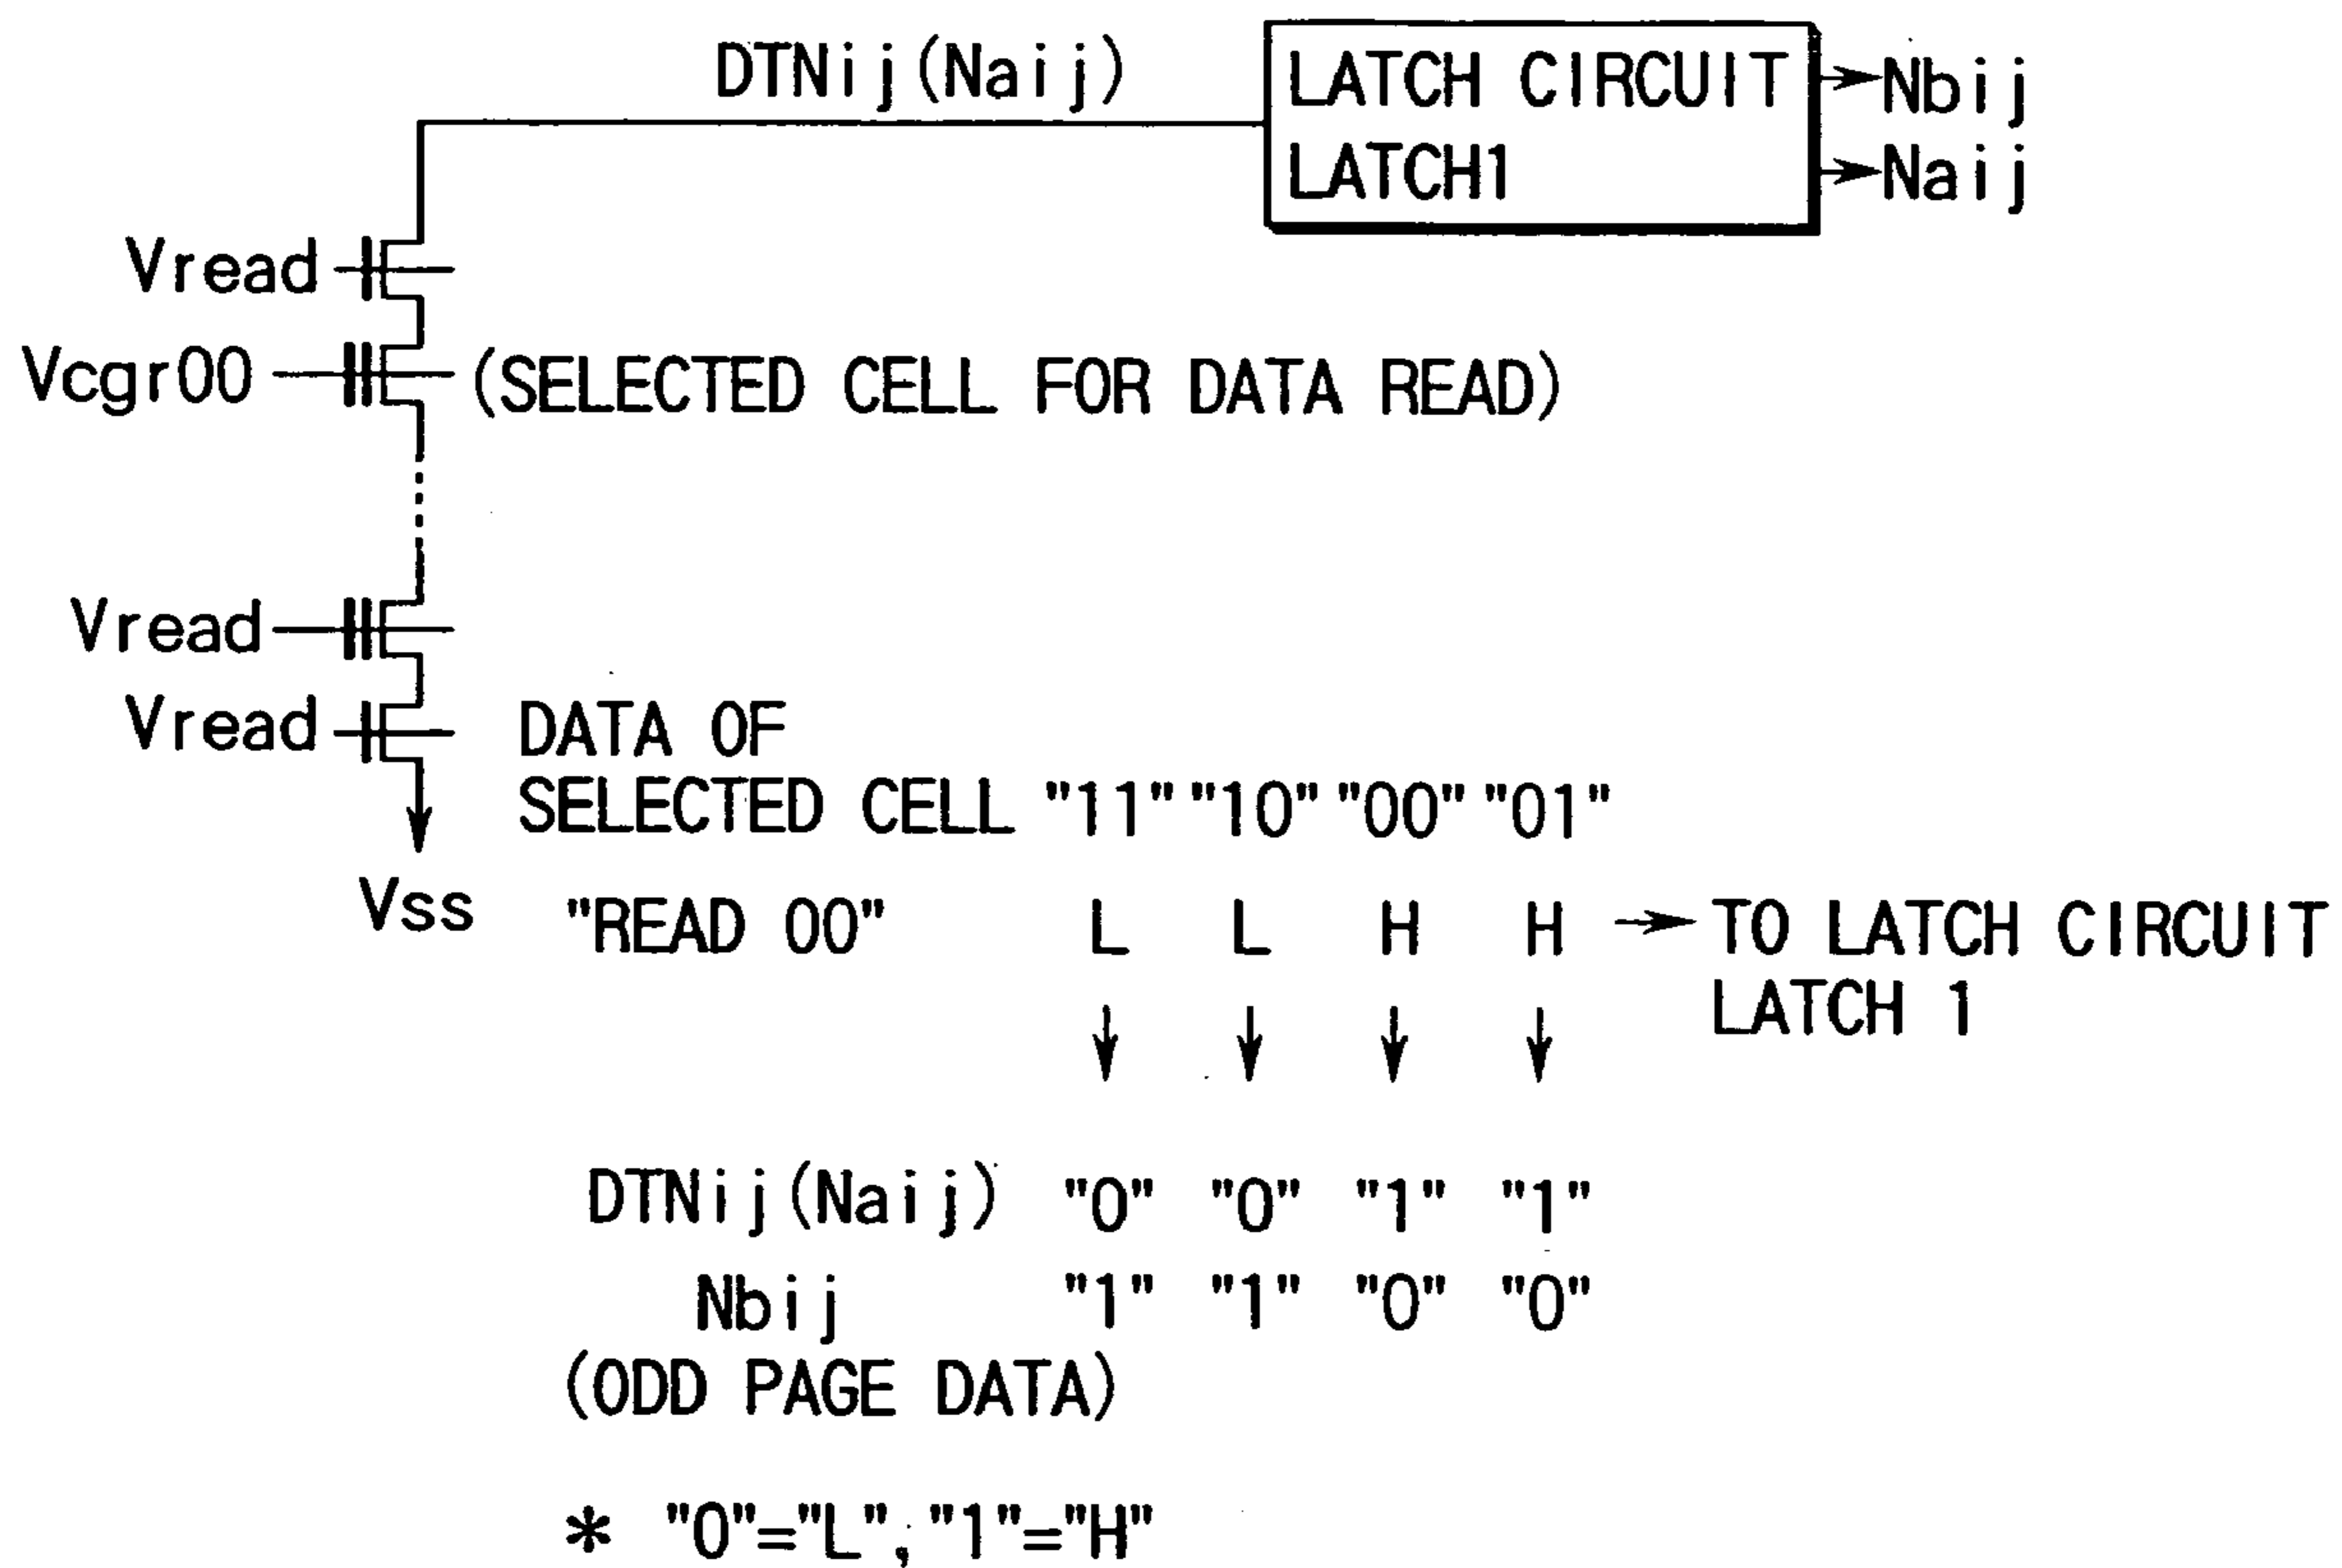 DTNij(Naij)
LATCH CIRCUIT
LATCH1
Nbij
Naij
Vread
Vcgr00
(SELECTED CELL FOR DATA READ)
Vread
Vread
Vss
DATA OF
SELECTED CELL "11" "10" "00" "01"
"READ 00" L L H H TO LATCH CIRCUIT
LATCH 1
DTNij(Naij) "0" "0" "1" "1"
Nbij "1" "1" "0" "0"
(ODD PAGE DATA)
* "0"="L", "1"="H"